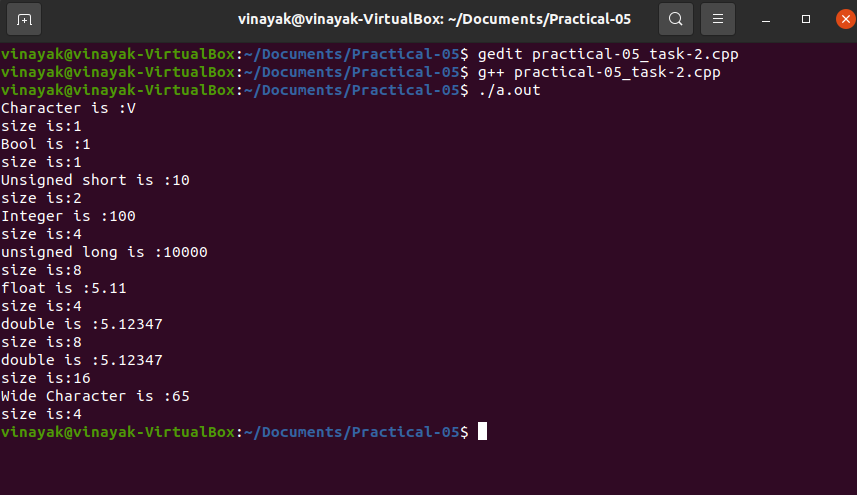 vinayak@vinayak-VirtualBox: ~/Documents/Practical-05
vinayak@vinayak-VirtualBox:~/Documents/Practical-05$ gedit practical-05_task-2.cpp
vinayak@vinayak-VirtualBox:~/Documents/Practical-05$ g++ practical-05_task-2.cpp
vinayak@vinayak-VirtualBox:~/Documents/Practical-05$ ./a.out
Character is :V
size is:1
Bool is :1
size is:1
Unsigned short is :10
size is:2
Integer is :100
size is:4
unsigned long is :10000
size is:8
float is :5.11
size is:4
double is :5.12347
size is:8
double is :5.12347
size is:16
Wide Character is :65
size is:4
vinayak@vinayak-VirtualBox:~/Documents/Practical-05$